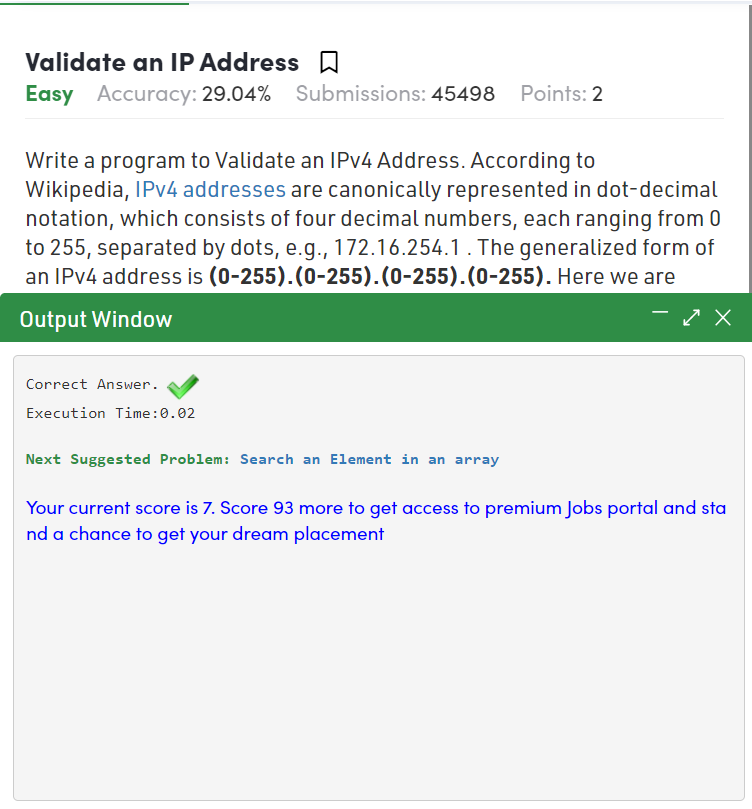 Validate an IP Address
Easy Accuracy: 29.04% Submissions: 45498 Points: 2
Write a program to Validate an IPv4 Address. According to
Wikipedia, IPv4 addresses are canonically represented in dot-decimal
notation, which consists of four decimal numbers, each ranging from 0
to 255, separated by dots, e.g., 172.16.254.1 . The generalized form of
an IPv4 address is (0-255).(0-255).(0-255).(0-255). Here we are
Output Window
Correct Answer.
Execution Time:0.02
Next Suggested Problem: Search an Element in an array
Your current score is 7. Score 93 more to get access to premium Jobs portal and sta
nd a chance to get your dream placement